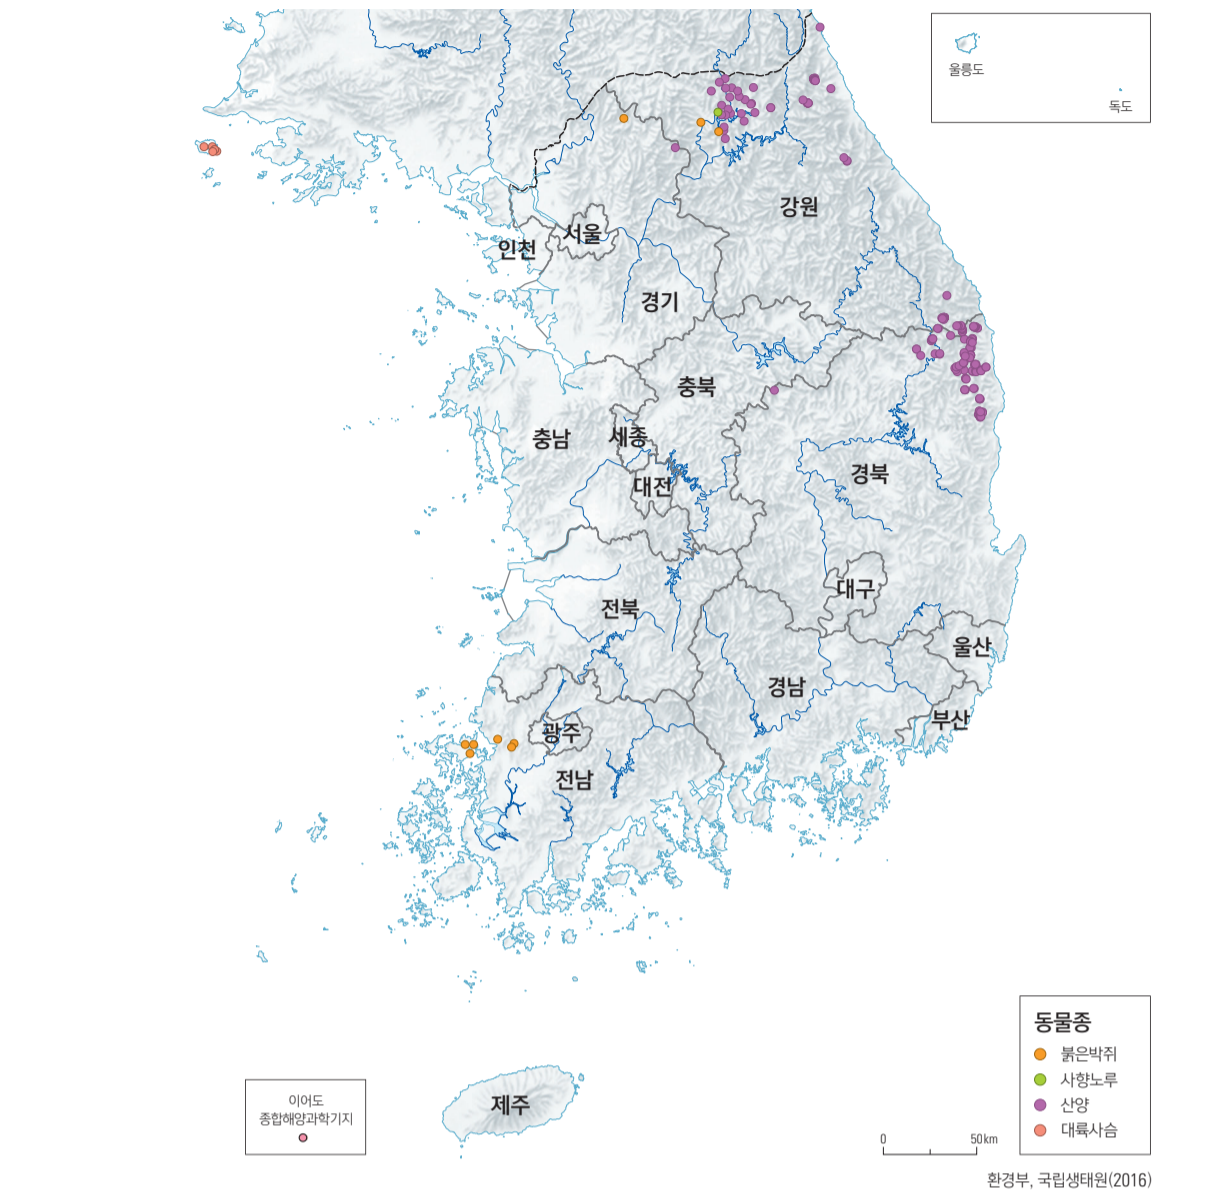 울릉도
독도
강원
서울
인천
경기
충북
충남
세종
대전
경북
대구
전북
울산
경남
부산
광주
전남
제주
이어도
종합해양과학기지
동물종
붉은박쥐
사향노루
산양
대륙사슴
0 50km
환경부, 국립생태원(2016)